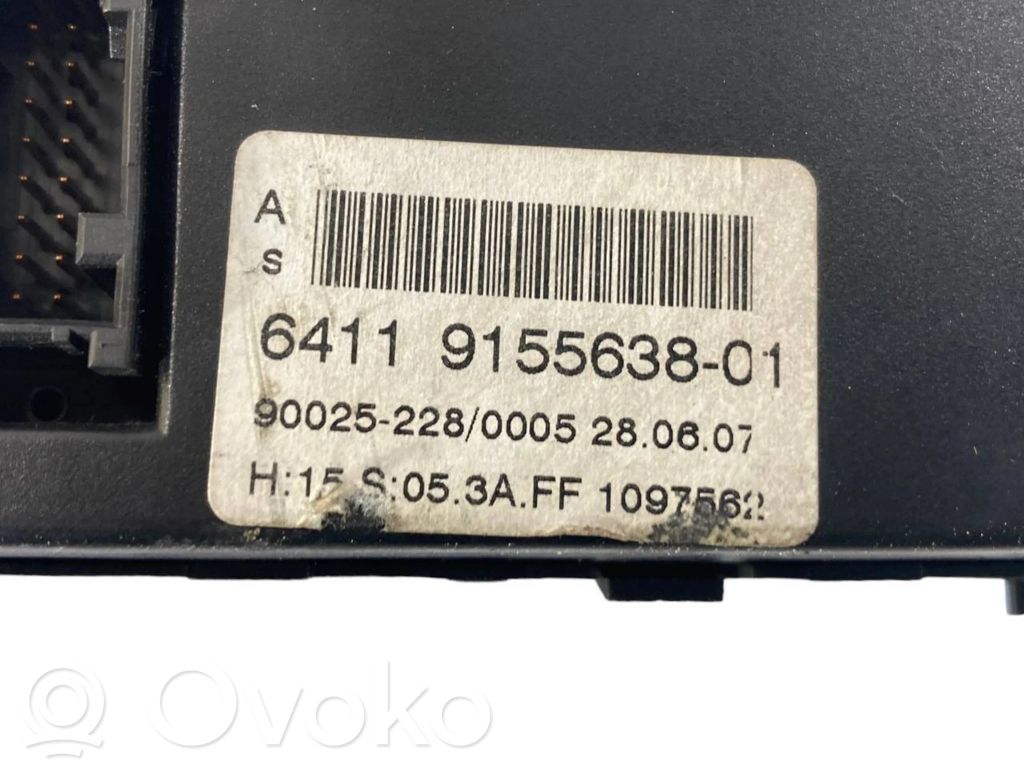 A
s
6411 9155638-01
90025-228/0005 28.06.07
H:15 S:05.3A.FF 1097562
Ovoko